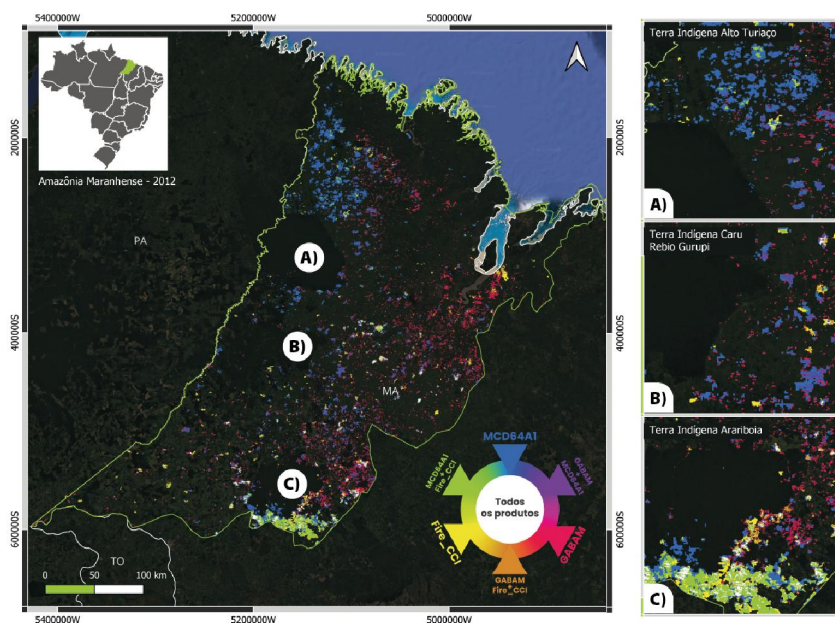 5400000W
5200000W
5000000W
Amazônia Maranhense - 2012
200000S
400000S
600000S
200000S
400000S
600000S
PA
MA
TO
A)
B)
C)
MCD64A1
GABAM
MCD64A1
GABAM
GABAM
Fire_CCI
Fire_CCI
MCD64A1
Fire_CCI
Todos
os produtos
0 50 100 km
5400000W
5200000W
5000000W
Terra Indígena Alto Turiaço
A)
Terra Indígena Caru
Rebio Gurupi
B)
Terra Indígena Arariboia
C)